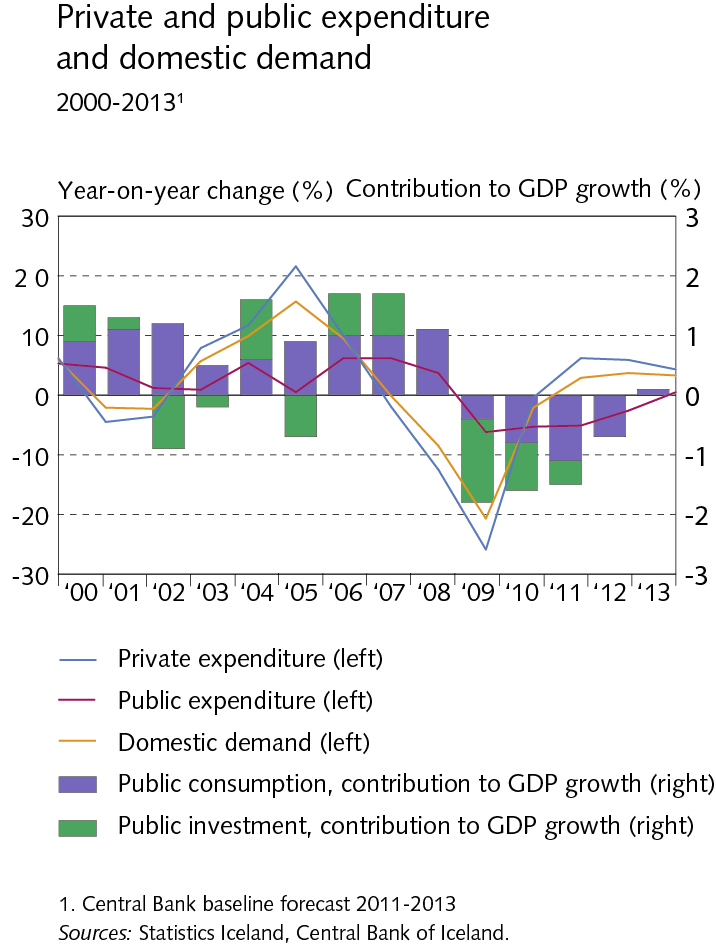 Private and public expenditure
and domestic demand
2000-2013¹
Year-on-year change (%) Contribution to GDP growth (%)
30 3
2 0 2
10 1
0 0
-10 -1
-20 -2
-30 -3
‘00 ‘01 ‘02 ‘03 ‘04 ‘05 ‘06 ‘07 ‘08 ‘09 ‘10 ‘11 ‘12 ‘13
Private expenditure (left)
Public expenditure (left)
Domestic demand (left)
Public consumption, contribution to GDP growth (right)
Public investment, contribution to GDP growth (right)
1. Central Bank baseline forecast 2011-2013
Sources: Statistics Iceland, Central Bank of Iceland.